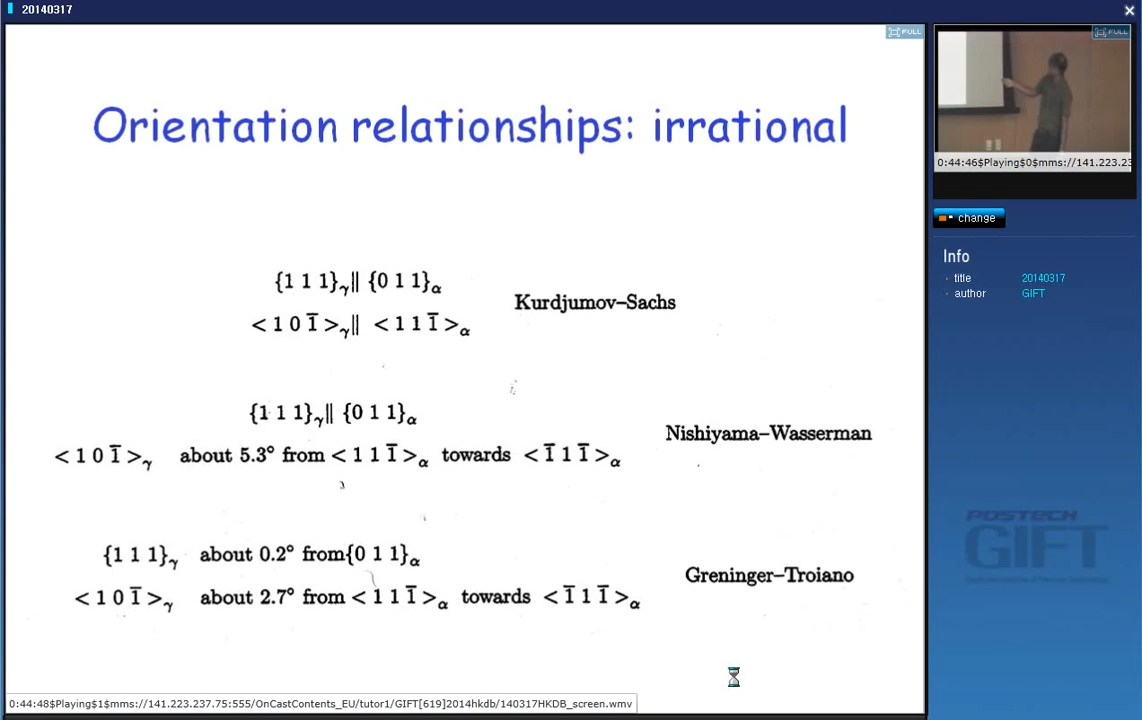 20140317
FULL
FULL
Orientation relationships: irrational
{1 1 1}γ∥ {0 1 1}α
Kurdjumov–Sachs
<1 0 1̅>γ∥ <1 1 1̅>α
{1 1 1}γ∥ {0 1 1}α
Nishiyama–Wasserman
<1 0 1̅>γ about 5.3° from <1 1 1̅>α towards <1̅ 1 1̅>α
{1 1 1}γ about 0.2° from{0 1 1}α
Greninger–Troiano
<1 0 1̅>γ about 2.7° from <1 1 1̅>α towards <1̅ 1 1̅>α
0:44:48$Playing$1$mms://141.223.237.75:555/OnCastContents_EU/tutor1/GIFT[619]2014hkdb/140317HKDB_screen.wmv
0:44:46$Playing$0$mms://141.223.23
change
Info
title 20140317
author GIFT
POSTECH
GIFT